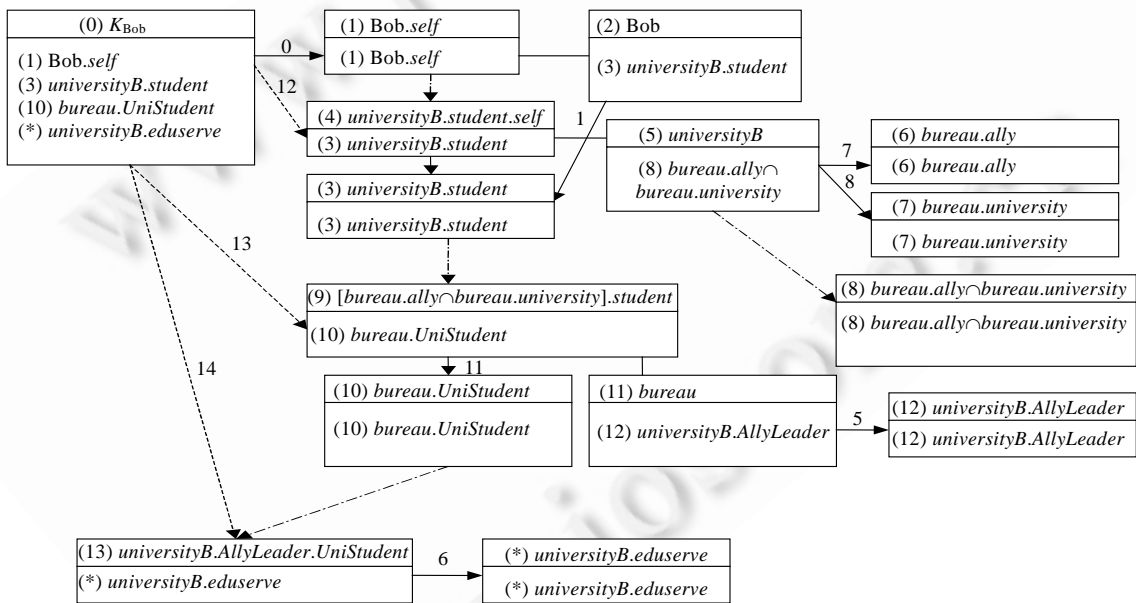 (0) K_Bob
(1) Bob.self
(3) universityB.student
(10) bureau.UniStudent
(*) universityB.eduserve
0
12
(1) Bob.self
(1) Bob.self
(2) Bob
(3) universityB.student
(4) universityB.student.self
(3) universityB.student
1
(5) universityB
(8) bureau.ally∩
bureau.university
7
8
(6) bureau.ally
(6) bureau.ally
(7) bureau.university
(7) bureau.university
(3) universityB.student
(3) universityB.student
13
(8) bureau.ally∩bureau.university
(8) bureau.ally∩bureau.university
(9) [bureau.ally∩bureau.university].student
(10) bureau.UniStudent
14
11
(10) bureau.UniStudent
(10) bureau.UniStudent
(11) bureau
(12) universityB.AllyLeader
5
(12) universityB.AllyLeader
(12) universityB.AllyLeader
(13) universityB.AllyLeader.UniStudent
(*) universityB.eduserve
6
(*) universityB.eduserve
(*) universityB.eduserve